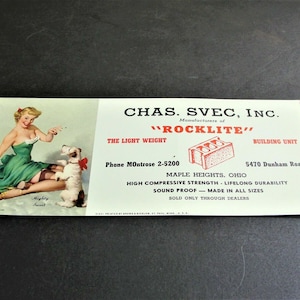 CHAS. SVEC, INC.
Manufacturers of
"ROCKLITE"
THE LIGHT WEIGHT
BUILDING UNIT
Phone MOntrose 2-5200
5470 Dunham Roa
MAPLE HEIGHTS, OHIO
HIGH COMPRESSIVE STRENGTH - LIFELONG DURABILITY
SOUND PROOF — MADE IN ALL SIZES
SOLD ONLY THROUGH DEALERS